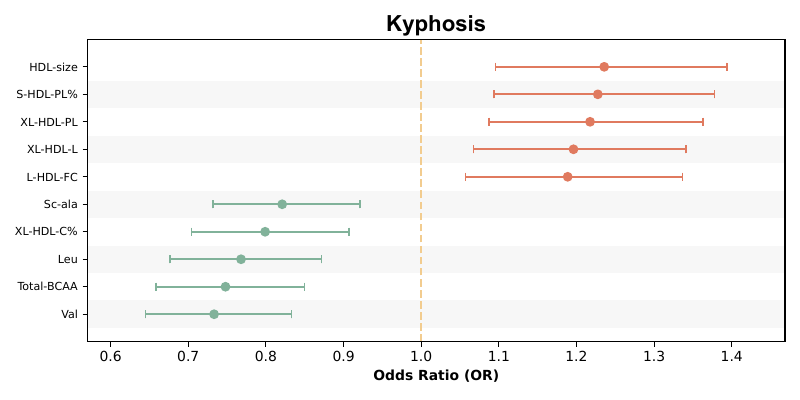 Kyphosis
HDL-size
S-HDL-PL%
XL-HDL-PL
XL-HDL-L
L-HDL-FC
Sc-ala
XL-HDL-C%
Leu
Total-BCAA
Val
0.6 0.7 0.8 0.9 1.0 1.1 1.2 1.3 1.4
Odds Ratio (OR)